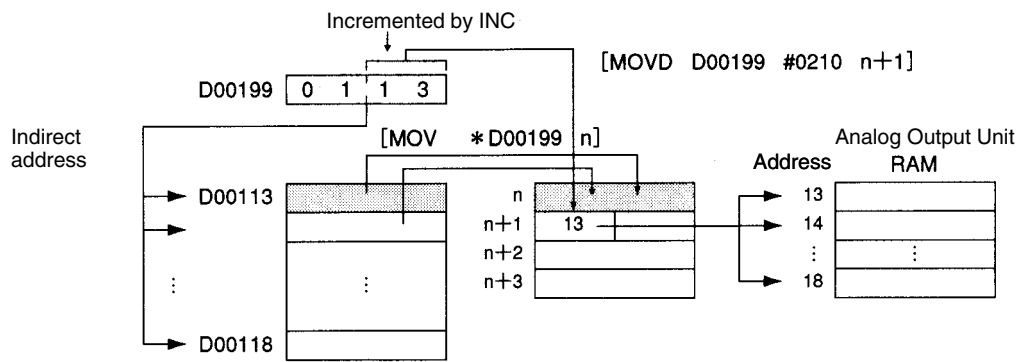 Incremented by INC
[MOVD D00199 #0210 n+1]
D00199 0 1 1 3
Indirect
address
[MOV *D00199 n]
Analog Output Unit
Address RAM
D00113
n
13
n+1 13
14
n+2
⋮
⋮
⋮
⋮
n+3
18
D00118